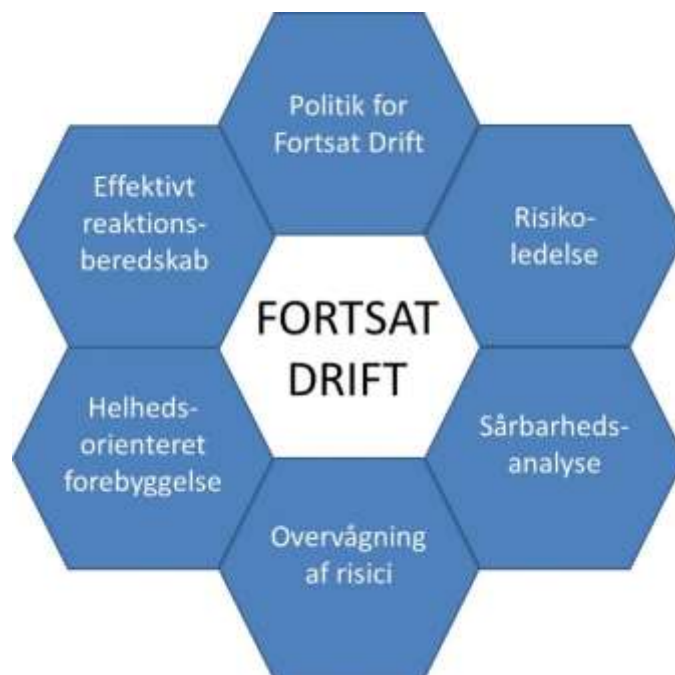 Politik for
Fortsat Drift
Risiko-
ledelse
Sårbarheds-
analyse
Overvågning
af risici
Helheds-
orienteret
forebyggelse
Effektivt
reaktions-
beredskab
FORTSAT
DRIFT